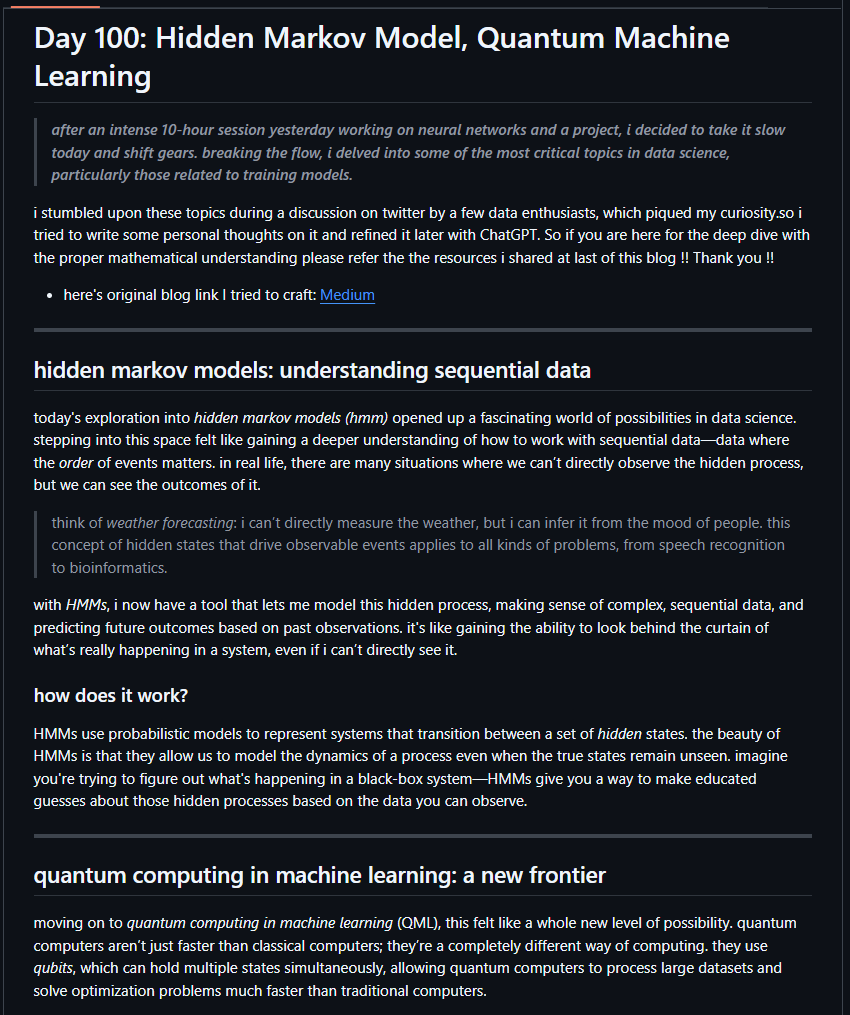 Day 100: Hidden Markov Model, Quantum Machine
Learning
after an intense 10-hour session yesterday working on neural networks and a project, i decided to take it slow
today and shift gears. breaking the flow, i delved into some of the most critical topics in data science,
particularly those related to training models.
i stumbled upon these topics during a discussion on twitter by a few data enthusiasts, which piqued my curiosity.so i
tried to write some personal thoughts on it and refined it later with ChatGPT. So if you are here for the deep dive with
the proper mathematical understanding please refer the the resources i shared at last of this blog !! Thank you !!
• here's original blog link I tried to craft: Medium
hidden markov models: understanding sequential data
today's exploration into hidden markov models (hmm) opened up a fascinating world of possibilities in data science.
stepping into this space felt like gaining a deeper understanding of how to work with sequential data—data where
the order of events matters. in real life, there are many situations where we can't directly observe the hidden process,
but we can see the outcomes of it.
think of weather forecasting: i can't directly measure the weather, but i can infer it from the mood of people. this
concept of hidden states that drive observable events applies to all kinds of problems, from speech recognition
to bioinformatics.
with HMMs, i now have a tool that lets me model this hidden process, making sense of complex, sequential data, and
predicting future outcomes based on past observations. it's like gaining the ability to look behind the curtain of
what's really happening in a system, even if i can't directly see it.
how does it work?
HMMs use probabilistic models to represent systems that transition between a set of hidden states. the beauty of
HMMs is that they allow us to model the dynamics of a process even when the true states remain unseen. imagine
you're trying to figure out what's happening in a black-box system—HMMs give you a way to make educated
guesses about those hidden processes based on the data you can observe.
quantum computing in machine learning: a new frontier
moving on to quantum computing in machine learning (QML), this felt like a whole new level of possibility. quantum
computers aren't just faster than classical computers; they're a completely different way of computing. they use
qubits, which can hold multiple states simultaneously, allowing quantum computers to process large datasets and
solve optimization problems much faster than traditional computers.